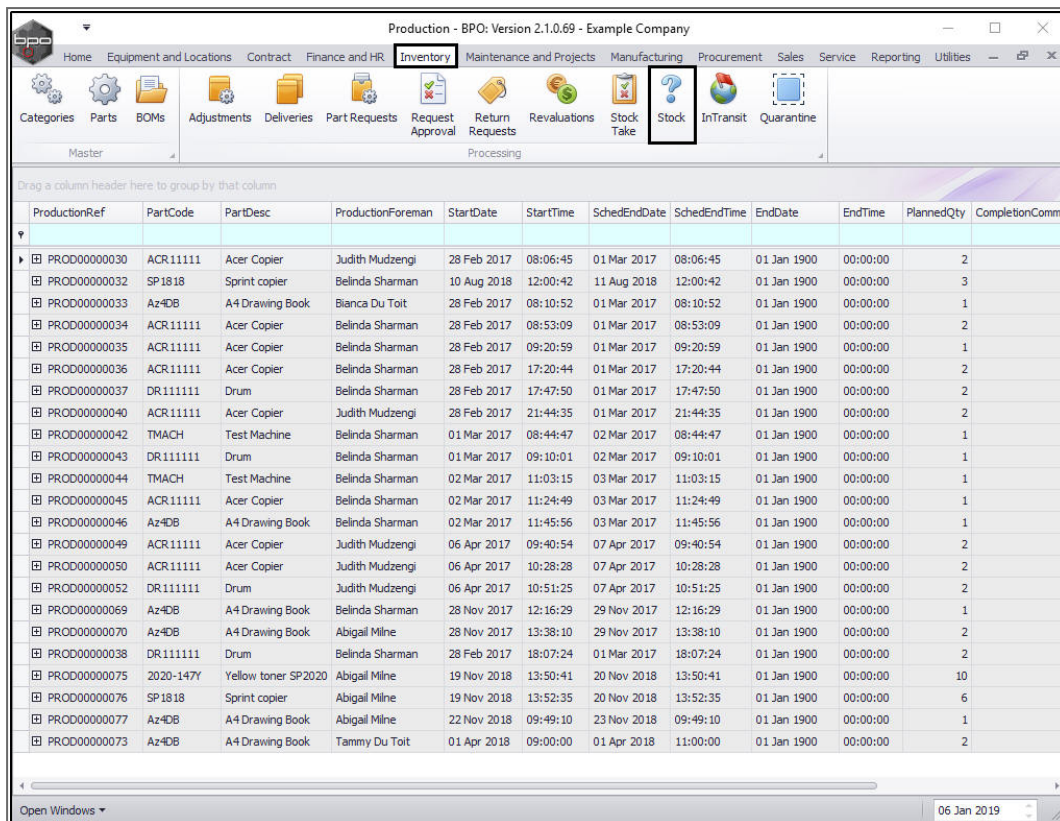 Production - BPO: Version 2.1.0.69 - Example Company
bpo
Home Equipment and Locations Contract Finance and HR Inventory Maintenance and Projects Manufacturing Procurement Sales Service Reporting Utilities
Categories Parts BOMs Adjustments Deliveries Part Requests Request Approval Return Requests Revaluations Stock Take Stock InTransit Quarantine
Master Processing
Drag a column header here to group by that column
ProductionRef PartCode PartDesc ProductionForeman StartDate StartTime SchedEndDate SchedEndTime EndDate EndTime PlannedQty CompletionComm
PROD00000030 ACR11111 Acer Copier Judith Mudzengi 28 Feb 2017 08:06:45 01 Mar 2017 08:06:45 01 Jan 1900 00:00:00 2
PROD00000032 SP1818 Sprint copier Belinda Sharman 10 Aug 2018 12:00:42 11 Aug 2018 12:00:42 01 Jan 1900 00:00:00 3
PROD00000033 Az4DB A4 Drawing Book Bianca Du Toit 28 Feb 2017 08:10:52 01 Mar 2017 08:10:52 01 Jan 1900 00:00:00 1
PROD00000034 ACR11111 Acer Copier Belinda Sharman 28 Feb 2017 08:53:09 01 Mar 2017 08:53:09 01 Jan 1900 00:00:00 2
PROD00000035 ACR11111 Acer Copier Belinda Sharman 28 Feb 2017 09:20:59 01 Mar 2017 09:20:59 01 Jan 1900 00:00:00 1
PROD00000036 ACR11111 Acer Copier Belinda Sharman 28 Feb 2017 17:20:44 01 Mar 2017 17:20:44 01 Jan 1900 00:00:00 2
PROD00000037 DR111111 Drum Belinda Sharman 28 Feb 2017 17:47:50 01 Mar 2017 17:47:50 01 Jan 1900 00:00:00 2
PROD00000040 ACR11111 Acer Copier Judith Mudzengi 28 Feb 2017 21:44:35 01 Mar 2017 21:44:35 01 Jan 1900 00:00:00 2
PROD00000042 TMACH Test Machine Belinda Sharman 01 Mar 2017 08:44:47 02 Mar 2017 08:44:47 01 Jan 1900 00:00:00 1
PROD00000043 DR111111 Drum Belinda Sharman 01 Mar 2017 09:10:01 02 Mar 2017 09:10:01 01 Jan 1900 00:00:00 1
PROD00000044 TMACH Test Machine Belinda Sharman 02 Mar 2017 11:03:15 03 Mar 2017 11:03:15 01 Jan 1900 00:00:00 1
PROD00000045 ACR11111 Acer Copier Belinda Sharman 02 Mar 2017 11:24:49 03 Mar 2017 11:24:49 01 Jan 1900 00:00:00 1
PROD00000046 Az4DB A4 Drawing Book Belinda Sharman 02 Mar 2017 11:45:56 03 Mar 2017 11:45:56 01 Jan 1900 00:00:00 1
PROD00000049 ACR11111 Acer Copier Judith Mudzengi 06 Apr 2017 09:40:54 07 Apr 2017 09:40:54 01 Jan 1900 00:00:00 2
PROD00000050 ACR11111 Acer Copier Judith Mudzengi 06 Apr 2017 10:28:28 07 Apr 2017 10:28:28 01 Jan 1900 00:00:00 2
PROD00000052 DR111111 Drum Judith Mudzengi 06 Apr 2017 10:51:25 07 Apr 2017 10:51:25 01 Jan 1900 00:00:00 2
PROD00000069 Az4DB A4 Drawing Book Belinda Sharman 28 Nov 2017 12:16:29 29 Nov 2017 12:16:29 01 Jan 1900 00:00:00 1
PROD00000070 Az4DB A4 Drawing Book Abigail Milne 28 Nov 2017 13:38:10 29 Nov 2017 13:38:10 01 Jan 1900 00:00:00 2
PROD00000038 DR111111 Drum Belinda Sharman 28 Feb 2017 18:07:24 01 Mar 2017 18:07:24 01 Jan 1900 00:00:00 2
PROD00000075 2020-147Y Yellow toner SP2020 Abigail Milne 19 Nov 2018 13:50:41 20 Nov 2018 13:50:41 01 Jan 1900 00:00:00 10
PROD00000076 SP1818 Sprint copier Abigail Milne 19 Nov 2018 13:52:35 20 Nov 2018 13:52:35 01 Jan 1900 00:00:00 6
PROD00000077 Az4DB A4 Drawing Book Abigail Milne 22 Nov 2018 09:49:10 23 Nov 2018 09:49:10 01 Jan 1900 00:00:00 1
PROD00000073 Az4DB A4 Drawing Book Tammy Du Toit 01 Apr 2018 09:00:00 01 Apr 2018 11:00:00 01 Jan 1900 00:00:00 2
Open Windows 06 Jan 2019